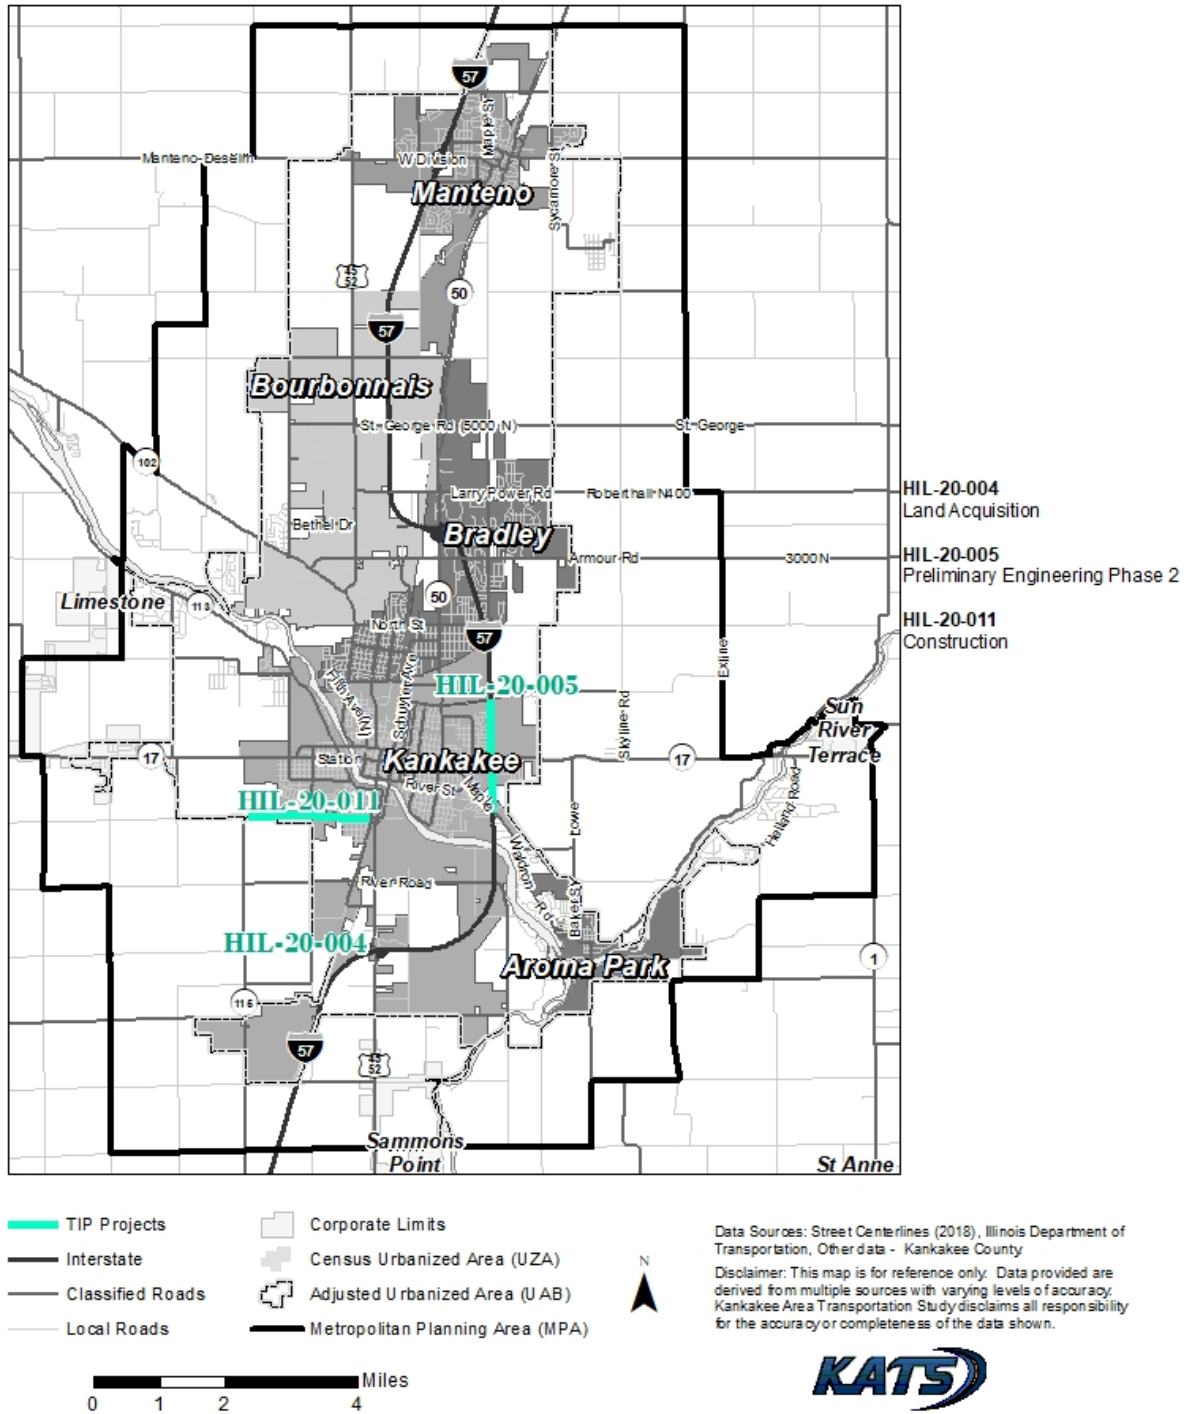 57
Maple St
Manteno-Deselm
W Division
Manteno
Sycamore St
45
52
50
57
Bourbonnais
St. George Rd (5000 N)
St. George
102
Larry Power Rd
Roberthall-N400
HIL-20-004
Land Acquisition
Bethel Dr
Bradley
Armour Rd
3000 N
HIL-20-005
Preliminary Engineering Phase 2
Limestone
113
50
North St
57
HIL-20-011
Construction
Exline
Fifth Ave(N)
Schuyler Ave
HIL-20-005
Skyline Rd
Sun
River
Terrace
17
Station
Kankakee
17
River St
Maple
HIL-20-011
Lowe
Heiland Road
Waldron Rd
River Road
Baker St
HIL-20-004
Aroma Park
1
115
57
45
52
Sammons
Point
St Anne
TIP Projects
Interstate
Classified Roads
Local Roads
Corporate Limits
Census Urbanized Area (UZA)
Adjusted Urbanized Area (UAB)
Metropolitan Planning Area (MPA)
N
Data Sources: Street Centerlines (2018), Illinois Department of
Transportation, Other data - Kankakee County
Disclaimer: This map is for reference only. Data provided are
derived from multiple sources with varying levels of accuracy.
Kankakee Area Transportation Study disclaims all responsibility
for the accuracy or completeness of the data shown.
Miles
0 1 2 4
KATS